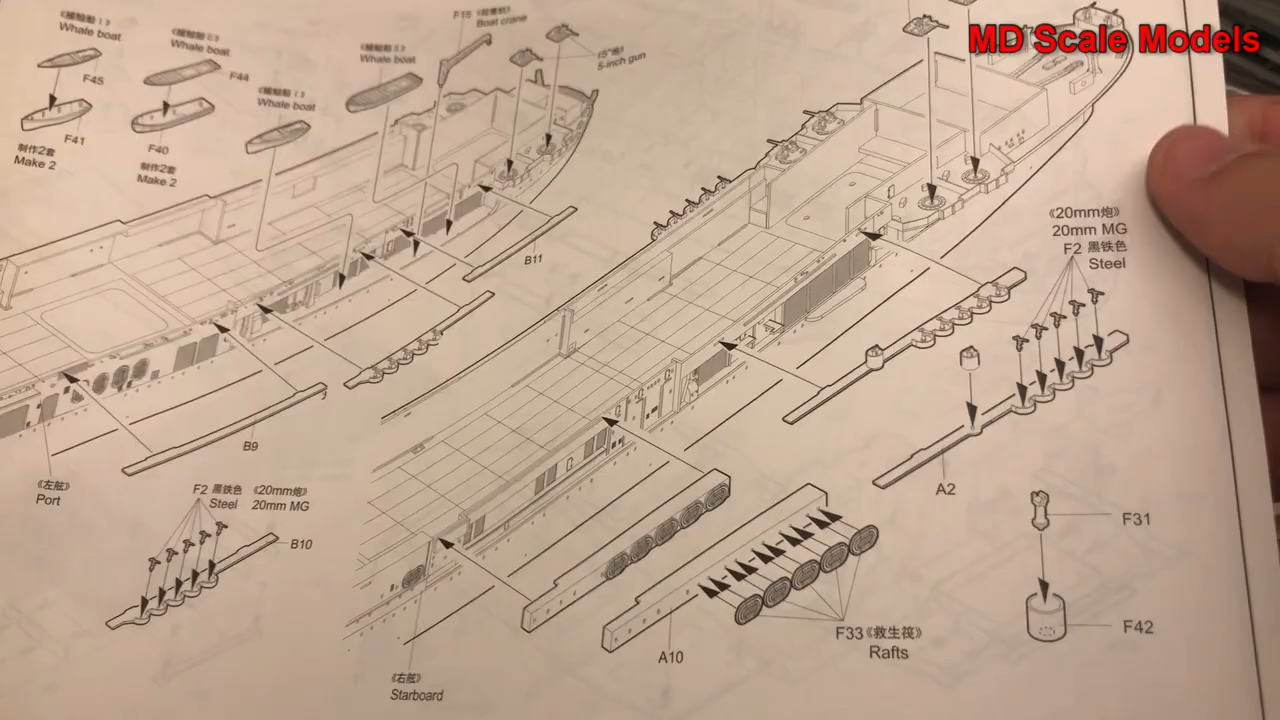 MD Scale Models
Whale boat
F45
F41
制作2套
Make 2
Whale boat
F44
F40
制作2套
Make 2
Whale boat
Whale boat
F15
Boat crane
5-inch gun
B11
B9
《左舷》
Port
F2 黑铁色
Steel
《20mm炮》
20mm MG
B10
《20mm炮》
20mm MG
F2 黑铁色
Steel
A2
F31
F42
F33《救生筏》
Rafts
A10
《右舷》
Starboard